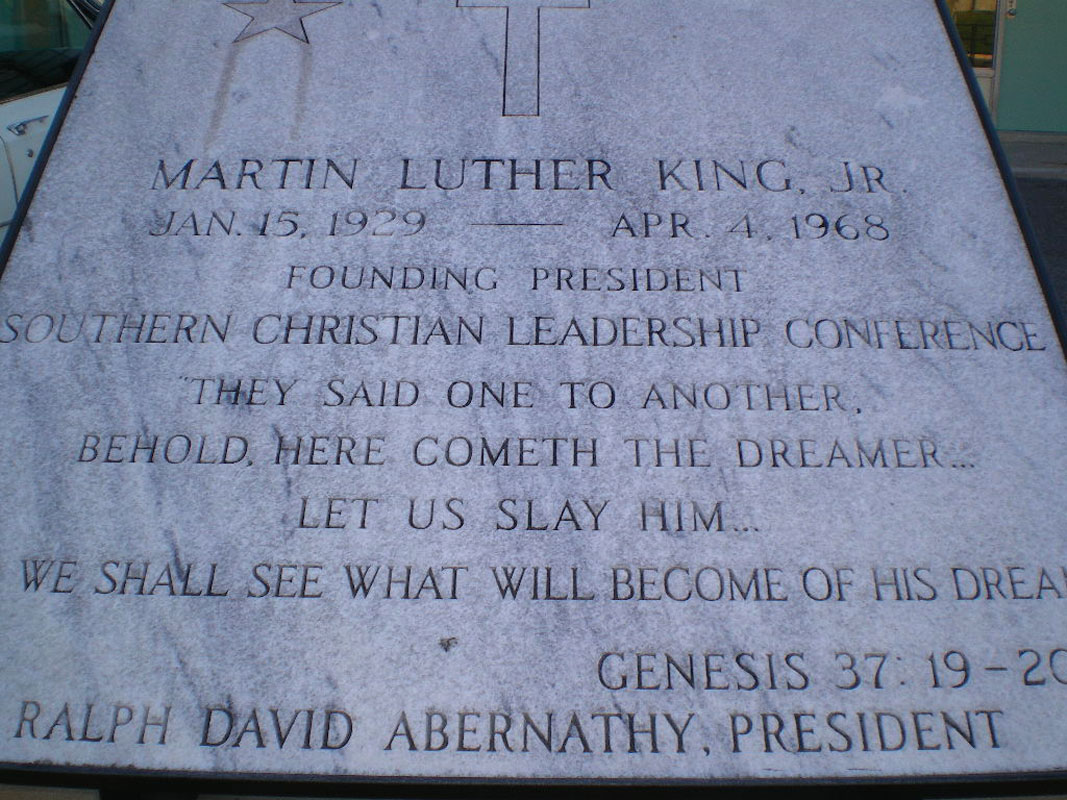 MARTIN LUTHER KING, JR.
JAN. 15, 1929 — APR. 4, 1968
FOUNDING PRESIDENT
SOUTHERN CHRISTIAN LEADERSHIP CONFERENCE
"THEY SAID ONE TO ANOTHER,
BEHOLD, HERE COMETH THE DREAMER...
LET US SLAY HIM...
WE SHALL SEE WHAT WILL BECOME OF HIS DREA
GENESIS 37:19-20
RALPH DAVID ABERNATHY, PRESIDENT